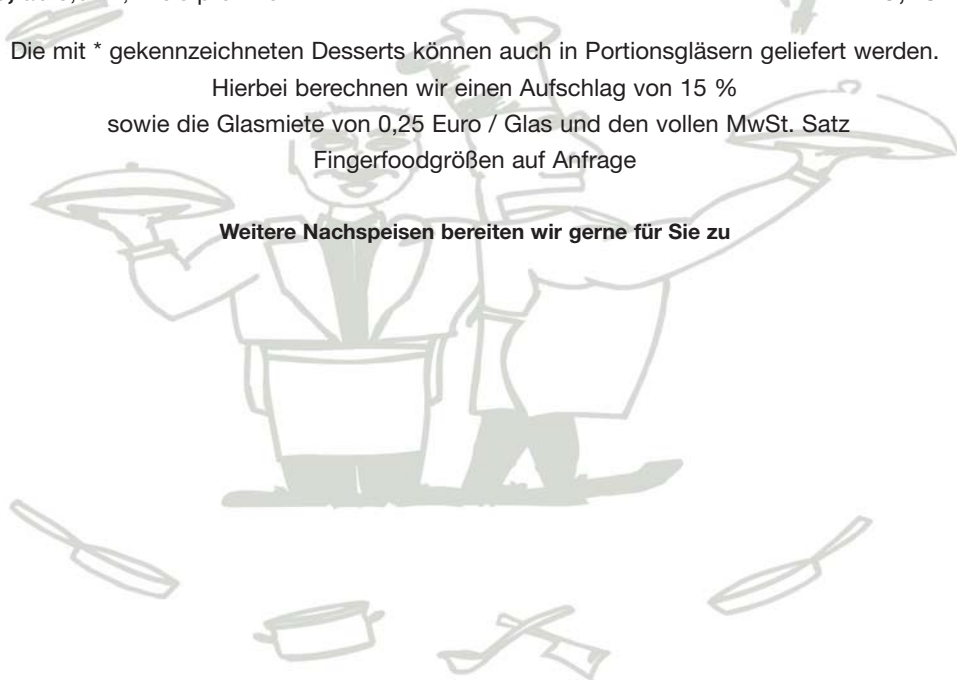 Die mit * gekennzeichneten Desserts können auch in Portionsgläsern geliefert werden.
Hierbei berechnen wir einen Aufschlag von 15 %
sowie die Glasmiete von 0,25 Euro / Glas und den vollen MwSt. Satz
Fingerfoodgrößen auf Anfrage
Weitere Nachspeisen bereiten wir gerne für Sie zu